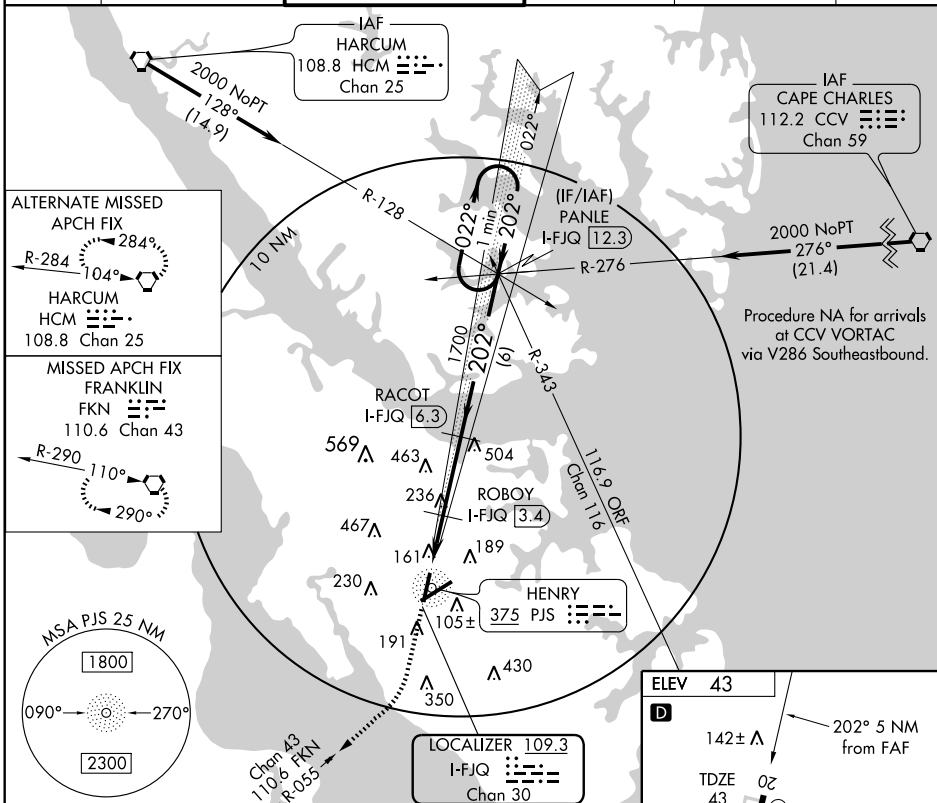 IAF
HARCUM
108.8 HCM
Chan 25
2000 NoPT
128°
(14.9)
R-128
022°
IAF
CAPE CHARLES
112.2 CCV
Chan 59
2000 NoPT
276°
(21.4)
R-276
Procedure NA for arrivals
at CCV VORTAC
via V286 Southeastbound.
(IF/IAF)
PANLE
I-FJQ 12.3
022°
1 min
202°
10 NM
ALTERNATE MISSED
APCH FIX
284°
R-284
104°
HARCUM
HCM
108.8 Chan 25
MISSED APCH FIX
FRANKLIN
FKN
110.6 Chan 43
R-290
110°
290°
1700
202°
(6)
R-343
116.9 ORF
Chan 116
RACOT
I-FJQ 6.3
569
463
504
236
ROBOY
I-FJQ 3.4
467
161
189
230
HENRY
375 PJS
105±
191
430
350
MSA PJS 25 NM
1800
090°
270°
2300
Chan 43
110.6 FKN
R-055
LOCALIZER 109.3
I-FJQ
Chan 30
ELEV 43
D
142±
202° 5 NM
from FAF
TDZE
43
20